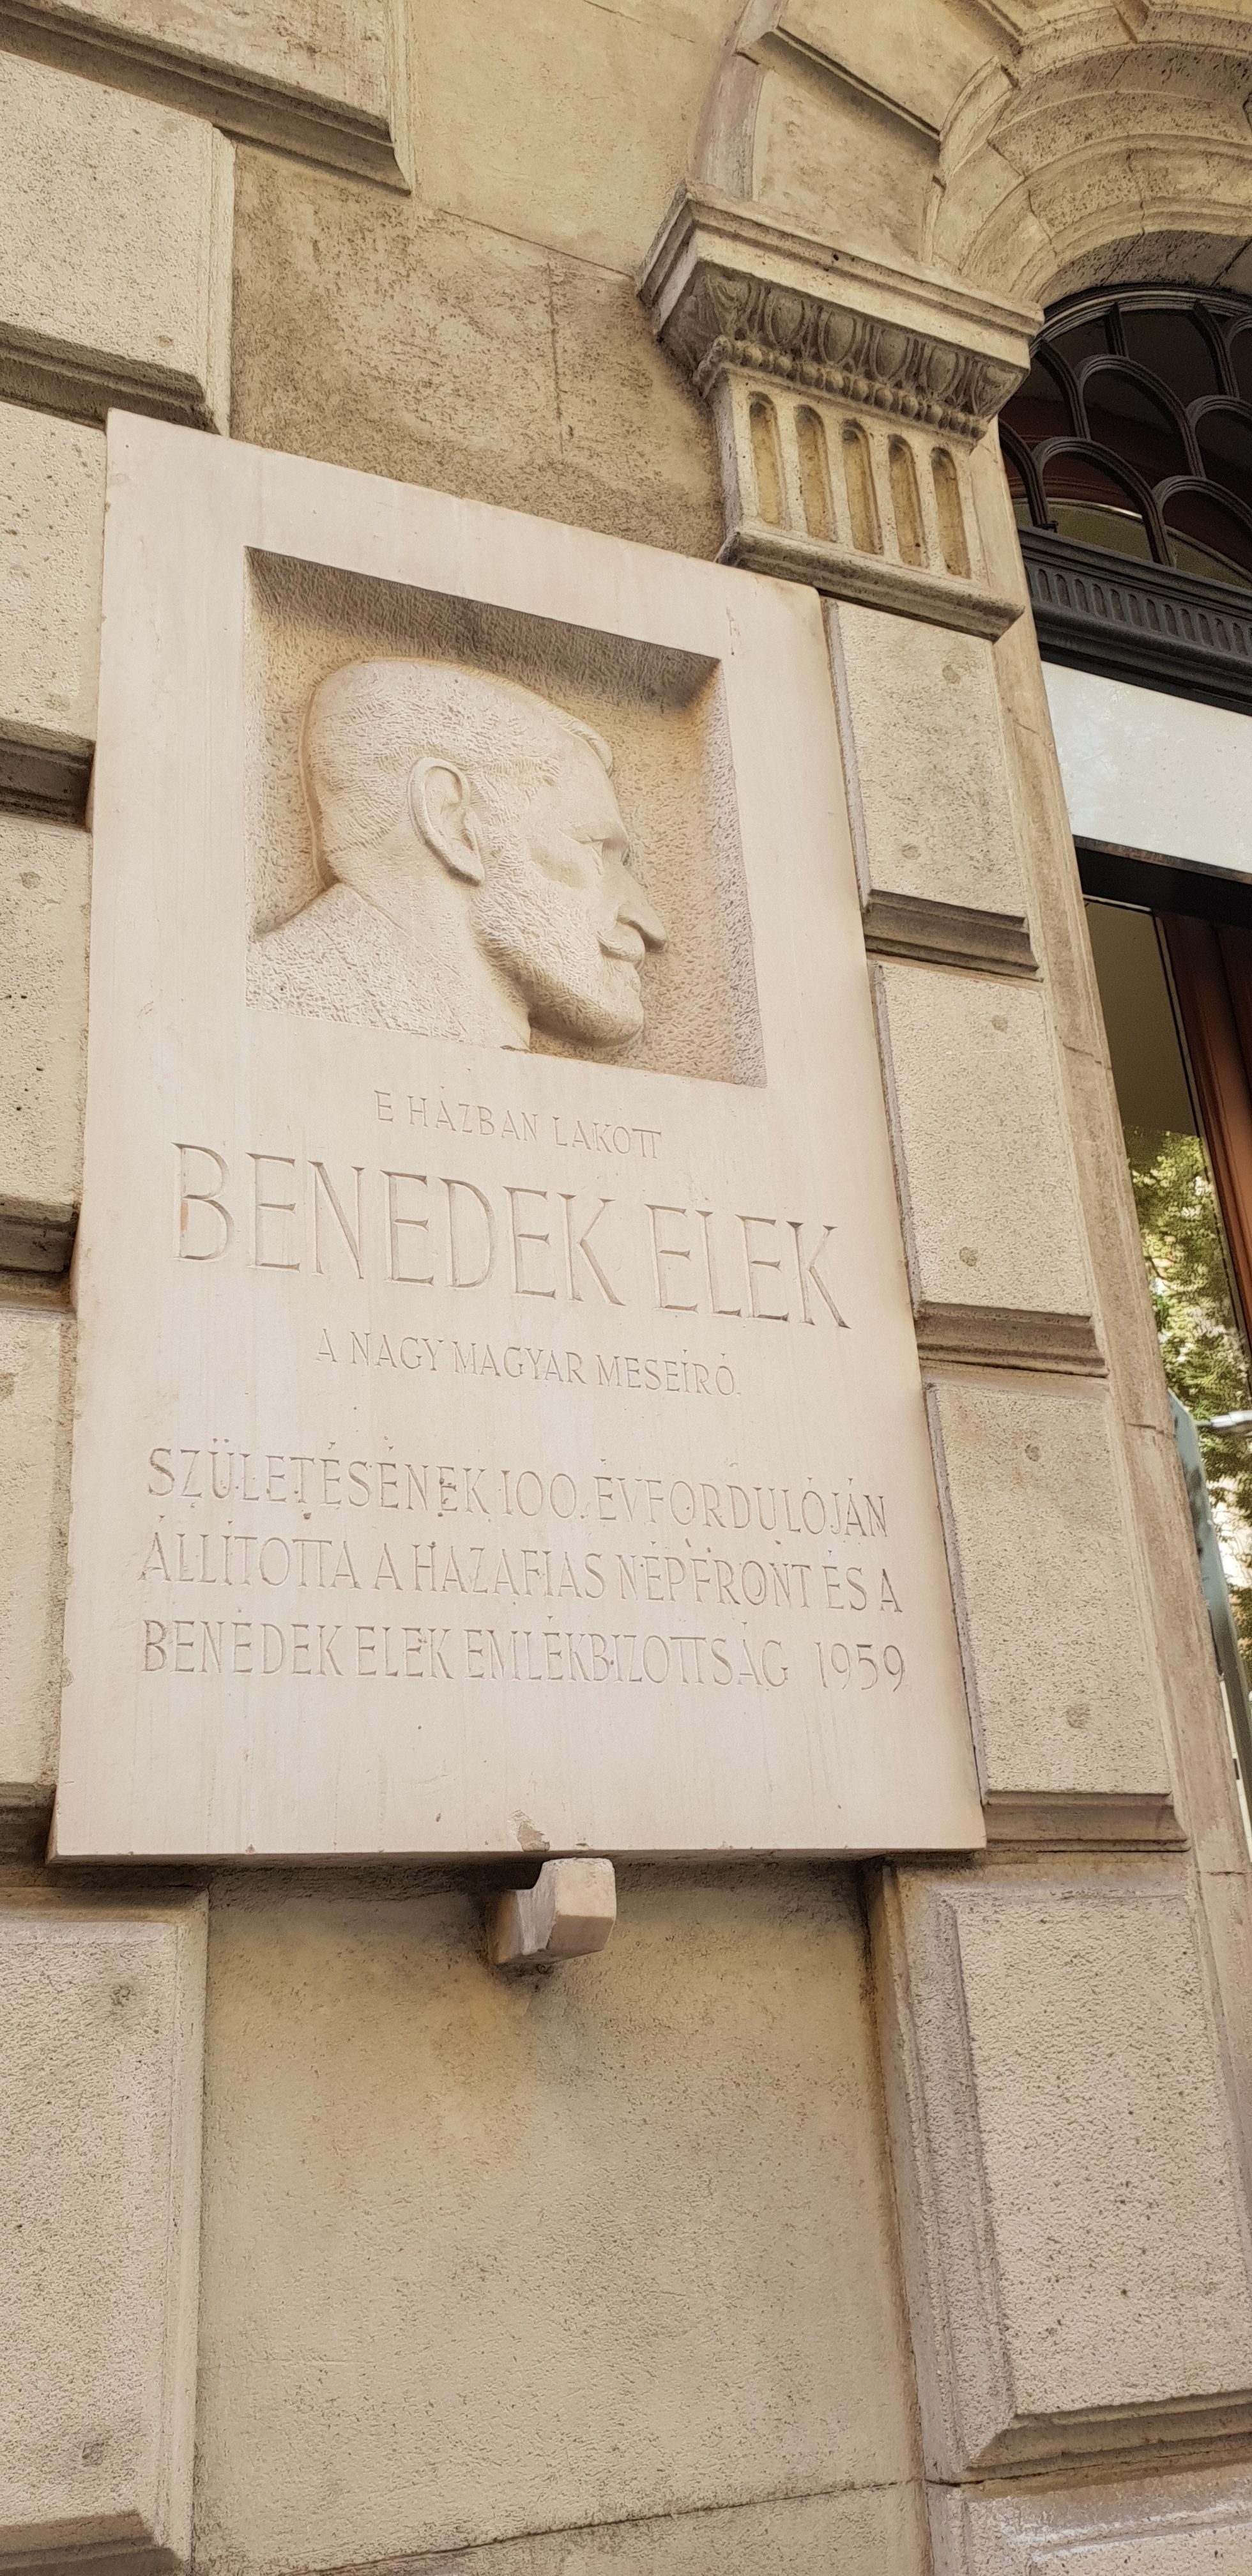 E HÁZBAN LAKOTT
BENEDEK ELEK
A NAGY MAGYAR MESEÍRÓ.
SZÜLETÉSÉNEK 100. ÉVFORDULÓJÁN
ÁLLÍTOTTA A HAZAFIAS NÉPFRONT ÉS A
BENEDEK ELEK EMLÉKBIZOTTSÁG 1959